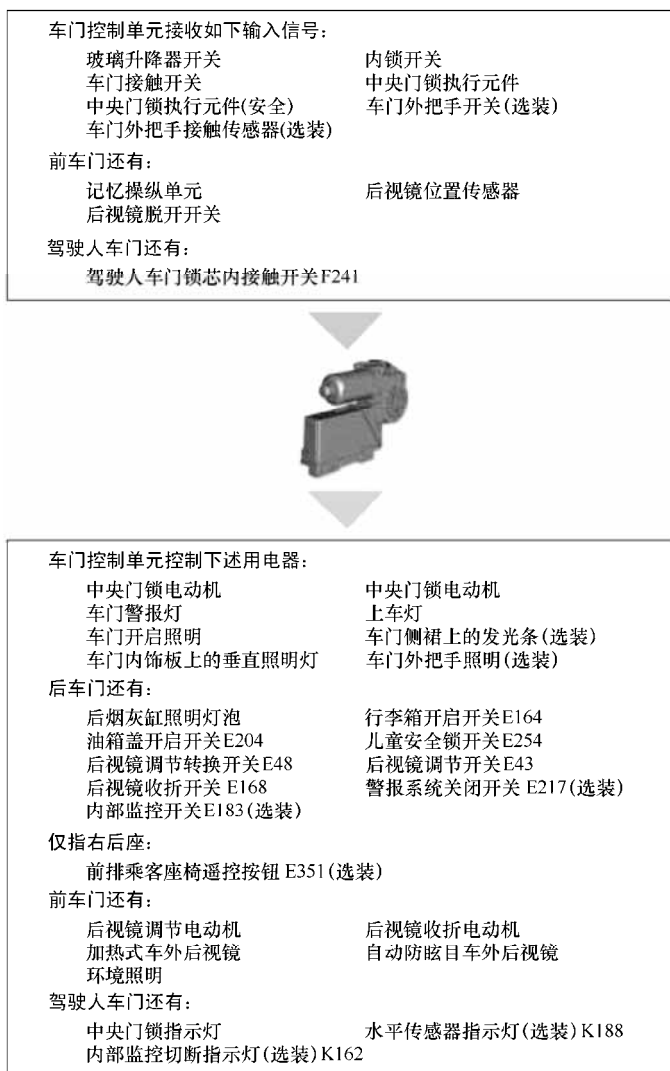 车门控制单元接收如下输入信号:
玻璃升降器开关 内锁开关
车门接触开关 中央门锁执行元件
中央门锁执行元件(安全) 车门外把手开关(选装)
车门外把手接触传感器(选装)
前车门还有:
记忆操纵单元 后视镜位置传感器
后视镜脱开开关
驾驶人车门还有:
驾驶人车门锁芯内接触开关F241
车门控制单元控制下述用电器:
中央门锁电动机 中央门锁电动机
车门警报灯 上车灯
车门开启照明 车门侧裙上的发光条(选装)
车门内饰板上的垂直照明灯 车门外把手照明(选装)
后车门还有:
后烟灰缸照明灯泡 行李箱开启开关E164
油箱盖开启开关E204 儿童安全锁开关E254
后视镜调节转换开关E48 后视镜调节开关E43
后视镜收折开关 E168 警报系统关闭开关 E217(选装)
内部监控开关E183(选装)
仅指右后座:
前排乘客座椅遥控按钮 E351(选装)
前车门还有:
后视镜调节电动机 后视镜收折电动机
加热式车外后视镜 自动防眩目车外后视镜
环境照明
驾驶人车门还有:
中央门锁指示灯 水平传感器指示灯(选装)K188
内部监控切断指示灯(选装)K162